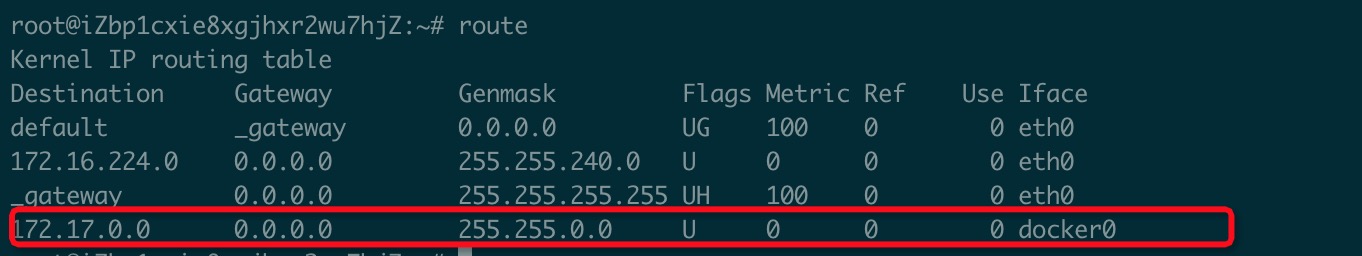 root@iZbp1cxie8xgjhxr2wu7hjZ:~# route
Kernel IP routing table
Destination     Gateway         Genmask         Flags Metric Ref    Use Iface
default         _gateway        0.0.0.0         UG    100    0        0 eth0
172.16.224.0    0.0.0.0         255.255.240.0   U     0      0        0 eth0
_gateway        0.0.0.0         255.255.255.255 UH    100    0        0 eth0
172.17.0.0      0.0.0.0         255.255.0.0     U     0      0        0 docker0